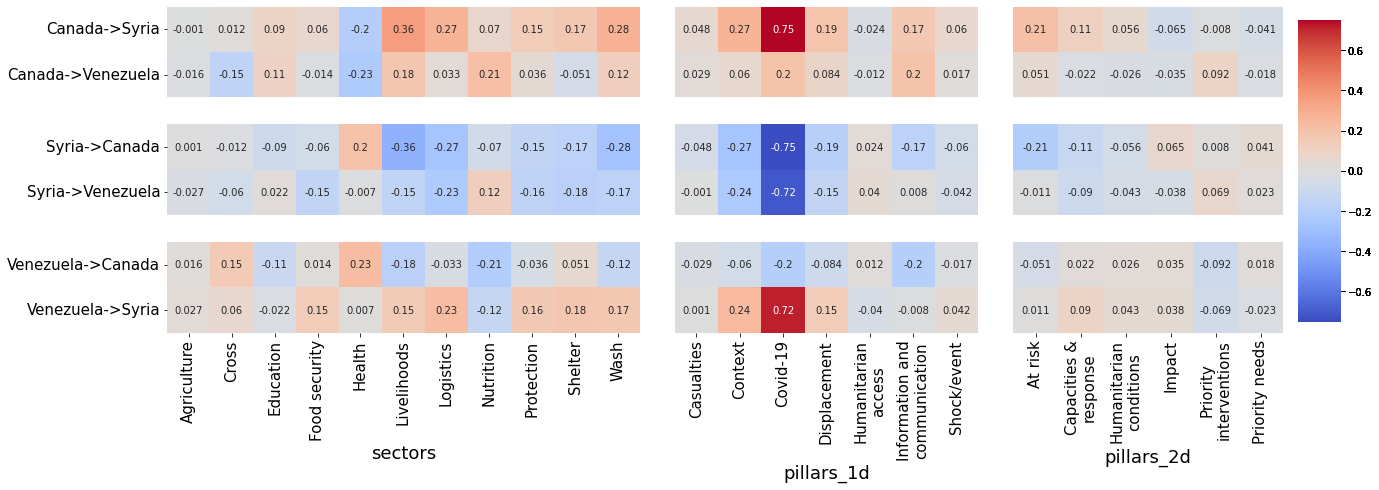 Canada->Syria -0.001 0.012 0.09 0.06 -0.2 0.36 0.27 0.07 0.15 0.17 0.28 0.048 0.27 0.75 0.19 -0.024 0.17 0.06 0.21 0.11 0.056 -0.065 -0.008 -0.041
Canada->Venezuela -0.016 -0.15 0.11 -0.014 -0.23 0.18 0.033 0.21 0.036 -0.051 0.12 0.029 0.06 0.2 0.084 -0.012 0.2 0.017 0.051 -0.022 -0.026 -0.035 0.092 -0.018
Syria->Canada 0.001 -0.012 -0.09 -0.06 0.2 -0.36 -0.27 -0.07 -0.15 -0.17 -0.28 -0.048 -0.27 -0.75 -0.19 0.024 -0.17 -0.06 -0.21 -0.11 -0.056 0.065 0.008 0.041
Syria->Venezuela -0.027 -0.06 0.022 -0.15 -0.007 -0.15 -0.23 0.12 -0.16 -0.18 -0.17 -0.001 -0.24 -0.72 -0.15 0.04 0.008 -0.042 -0.011 -0.09 -0.043 -0.038 0.069 0.023
Venezuela->Canada 0.016 0.15 -0.11 0.014 0.23 -0.18 -0.033 -0.21 -0.036 0.051 -0.12 -0.029 -0.06 -0.2 -0.084 0.012 -0.2 -0.017 -0.051 0.022 0.026 0.035 -0.092 0.018
Venezuela->Syria 0.027 0.06 -0.022 0.15 0.007 0.15 0.23 -0.12 0.16 0.18 0.17 0.001 0.24 0.72 0.15 -0.04 -0.008 0.042 0.011 0.09 0.043 0.038 -0.069 -0.023
Agriculture
Cross
Education
Food security
Health
Livelihoods
Logistics
Nutrition
Protection
Shelter
Wash
sectors
Casualties
Context
Covid-19
Displacement
Humanitarian
access
Information and
communication
Shock/event
pillars_1d
At risk
Capacities &
response
Humanitarian
conditions
Impact
Priority
interventions
Priority needs
pillars_2d
0.6
0.4
0.2
0.0
−0.2
−0.4
−0.6